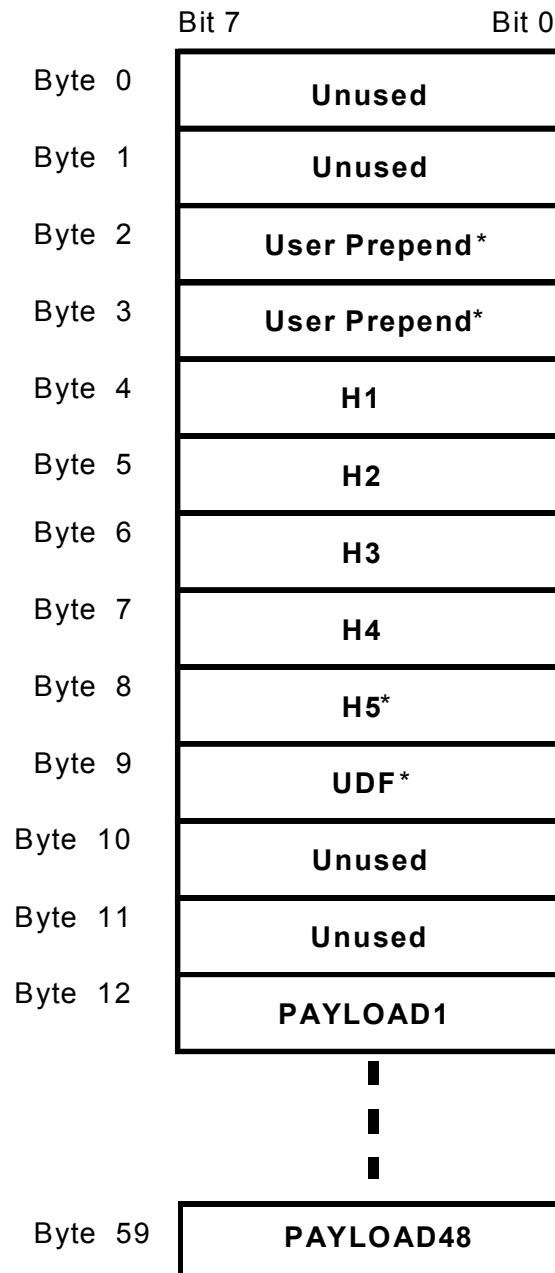 Bit 7 Bit 0
Byte 0 Unused
Byte 1 Unused
Byte 2 User Prepend*
Byte 3 User Prepend*
Byte 4 H1
Byte 5 H2
Byte 6 H3
Byte 7 H4
Byte 8 H5*
Byte 9 UDF*
Byte 10 Unused
Byte 11 Unused
Byte 12 PAYLOAD1
Byte 59 PAYLOAD48